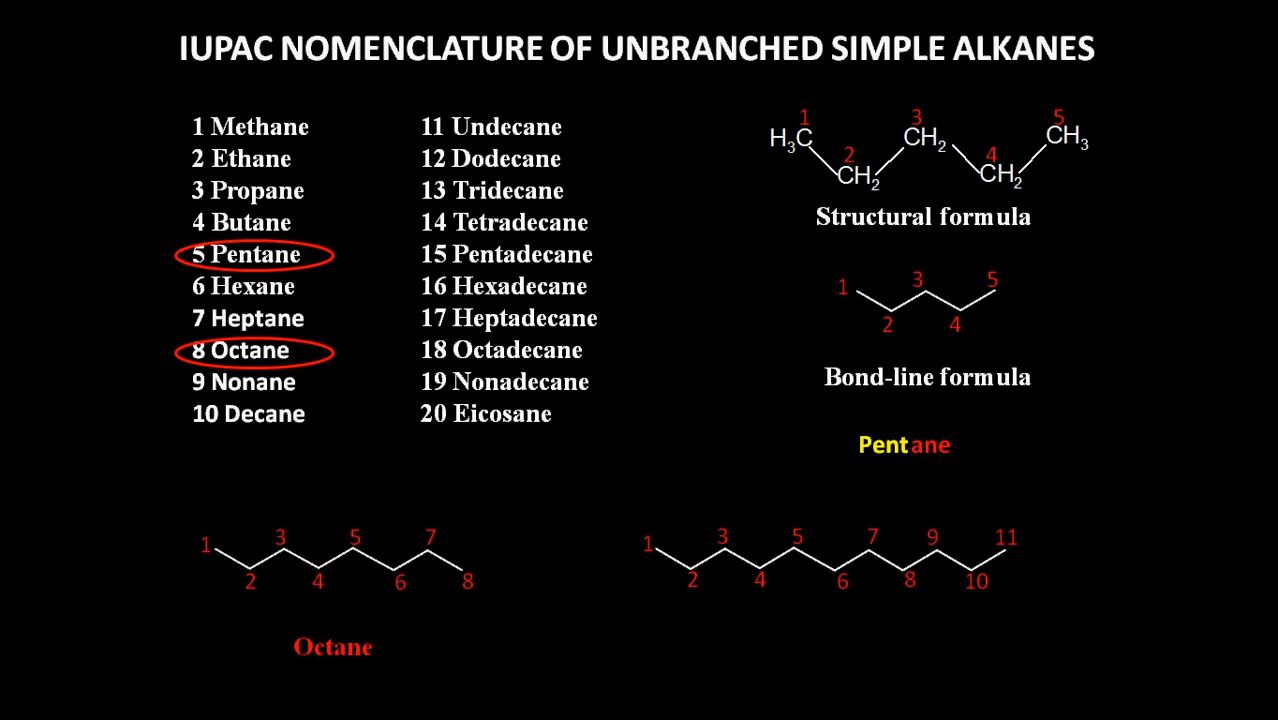 IUPAC NOMENCLATURE OF UNBRANCHED SIMPLE ALKANES
1 Methane
2 Ethane
3 Propane
4 Butane
5 Pentane
6 Hexane
7 Heptane
8 Octane
9 Nonane
10 Decane
11 Undecane
12 Dodecane
13 Tridecane
14 Tetradecane
15 Pentadecane
16 Hexadecane
17 Heptadecane
18 Octadecane
19 Nonadecane
20 Eicosane
1 3 5
H3C CH2 CH3
2 4
CH2 CH2
Structural formula
1 3 5
2 4
Bond-line formula
Pentane
1 3 5 7
2 4 6 8
Octane
1 3 5 7 9 11
2 4 6 8 10